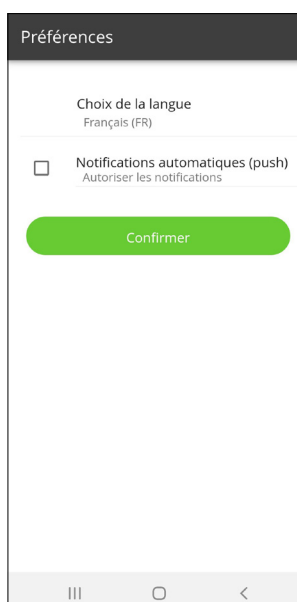 Préférences
Choix de la langue
Français (FR)
Notifications automatiques (push)
Autoriser les notifications
Confirmer